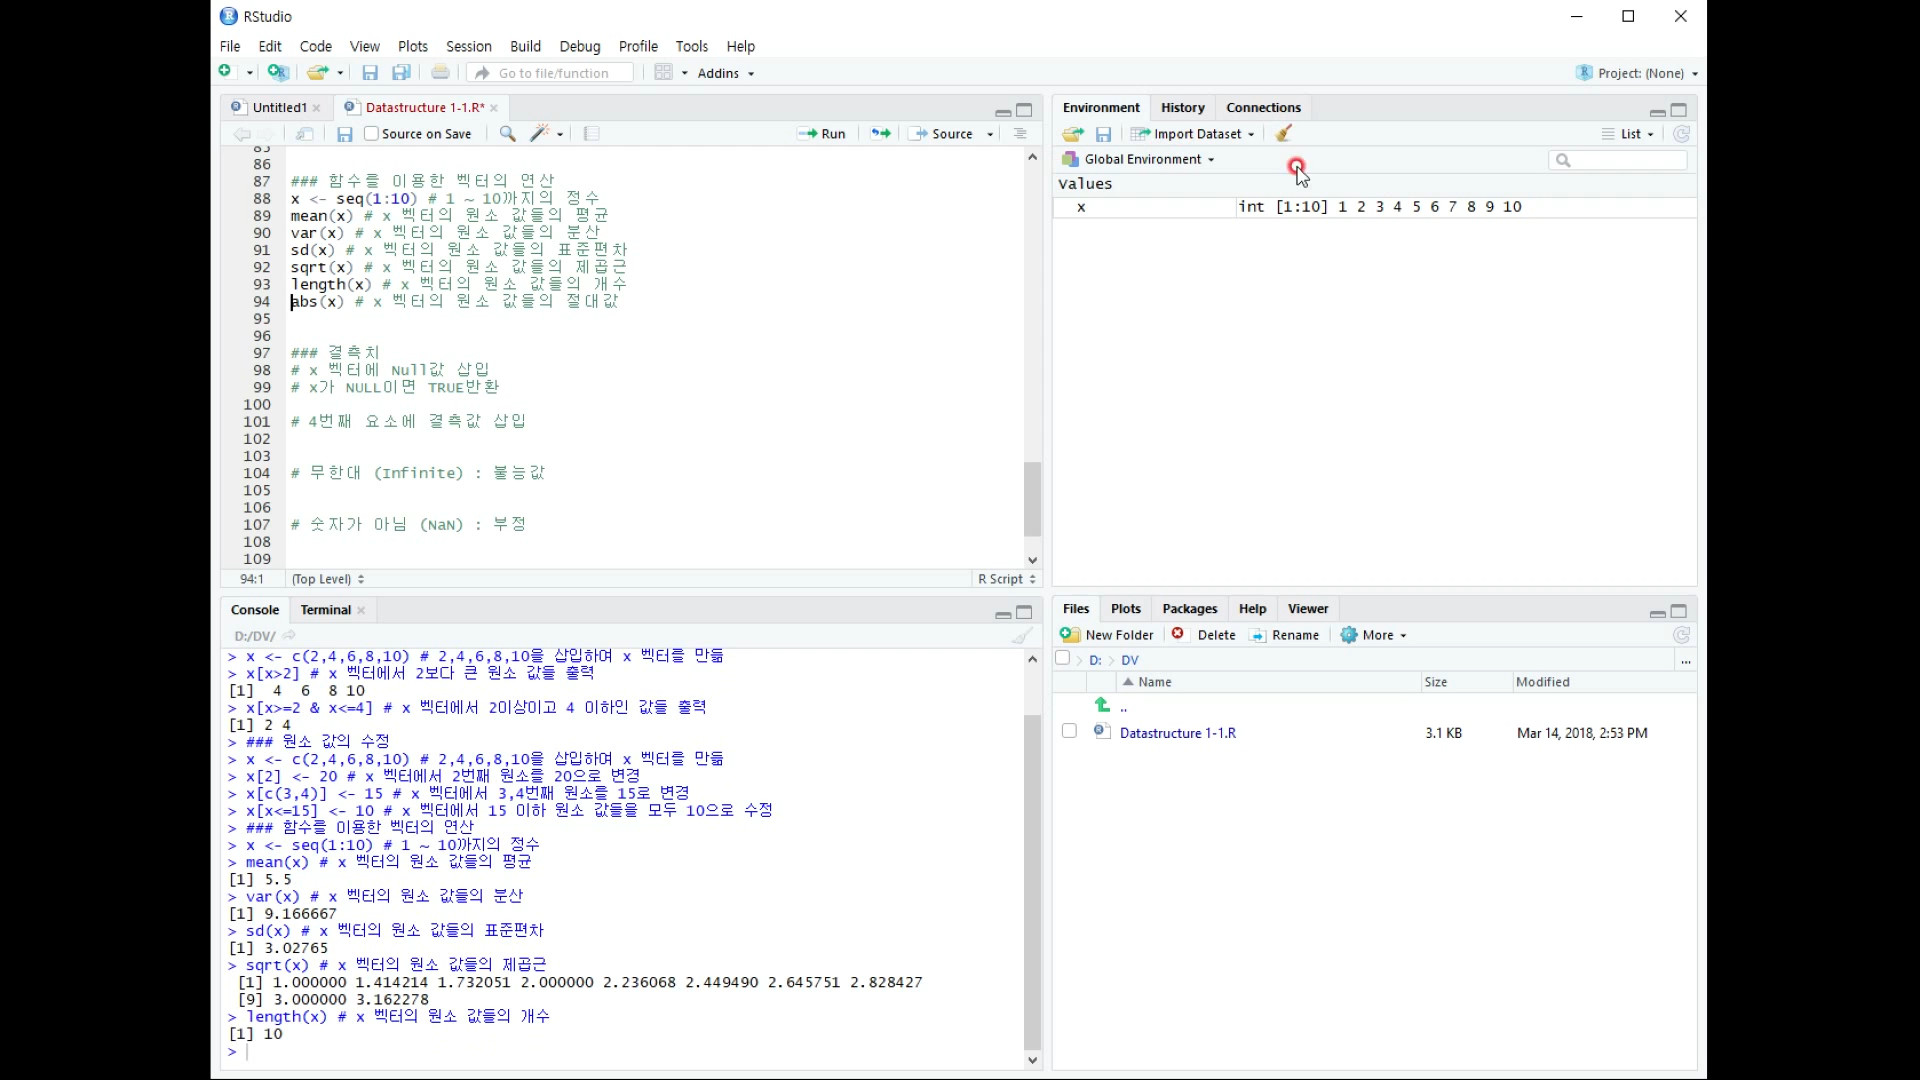 RStudio
File Edit Code View Plots Session Build Debug Profile Tools Help
Go to file/function Addins Project: (None)
Untitled1 Datastructure 1-1.R*
Source on Save Run Source
85
86
87 ### 함수를 이용한 벡터의 연산
88 x <- seq(1:10) # 1 ~ 10까지의 정수
89 mean(x) # x 벡터의 원소 값들의 평균
90 var(x) # x 벡터의 원소 값들의 분산
91 sd(x) # x 벡터의 원소 값들의 표준편차
92 sqrt(x) # x 벡터의 원소 값들의 제곱근
93 length(x) # x 벡터의 원소 값들의 개수
94 abs(x) # x 벡터의 원소 값들의 절대값
95
96
97 ### 결측치
98 # x 벡터에 Null값 삽입
99 # x가 NULL이면 TRUE반환
100
101 # 4번째 요소에 결측값 삽입
102
103
104 # 무한대 (Infinite) : 불능값
105
106
107 # 숫자가 아님 (NaN) : 부정
108
109
94:1 (Top Level) R Script
Console Terminal
D:/DV/
> x <- c(2,4,6,8,10) # 2,4,6,8,10을 삽입하여 x 벡터를 만듦
> x[x>2] # x 벡터에서 2보다 큰 원소 값들 출력
[1] 4 6 8 10
> x[x>=2 & x<=4] # x 벡터에서 2이상이고 4 이하인 값들 출력
[1] 2 4
> ### 원소 값의 수정
> x <- c(2,4,6,8,10) # 2,4,6,8,10을 삽입하여 x 벡터를 만듦
> x[2] <- 20 # x 벡터에서 2번째 원소를 20으로 변경
> x[c(3,4)] <- 15 # x 벡터에서 3,4번째 원소를 15로 변경
> x[x<=15] <- 10 # x 벡터에서 15 이하 원소 값들을 모두 10으로 수정
> ### 함수를 이용한 벡터의 연산
> x <- seq(1:10) # 1 ~ 10까지의 정수
> mean(x) # x 벡터의 원소 값들의 평균
[1] 5.5
> var(x) # x 벡터의 원소 값들의 분산
[1] 9.166667
> sd(x) # x 벡터의 원소 값들의 표준편차
[1] 3.02765
> sqrt(x) # x 벡터의 원소 값들의 제곱근
[1] 1.000000 1.414214 1.732051 2.000000 2.236068 2.449490 2.645751 2.828427
[9] 3.000000 3.162278
> length(x) # x 벡터의 원소 값들의 개수
[1] 10
>
Environment History Connections
Import Dataset List
Global Environment
Values
x int [1:10] 1 2 3 4 5 6 7 8 9 10
Files Plots Packages Help Viewer
New Folder Delete Rename More
D: > DV ...
Name Size Modified
..
Datastructure 1-1.R 3.1 KB Mar 14, 2018, 2:53 PM